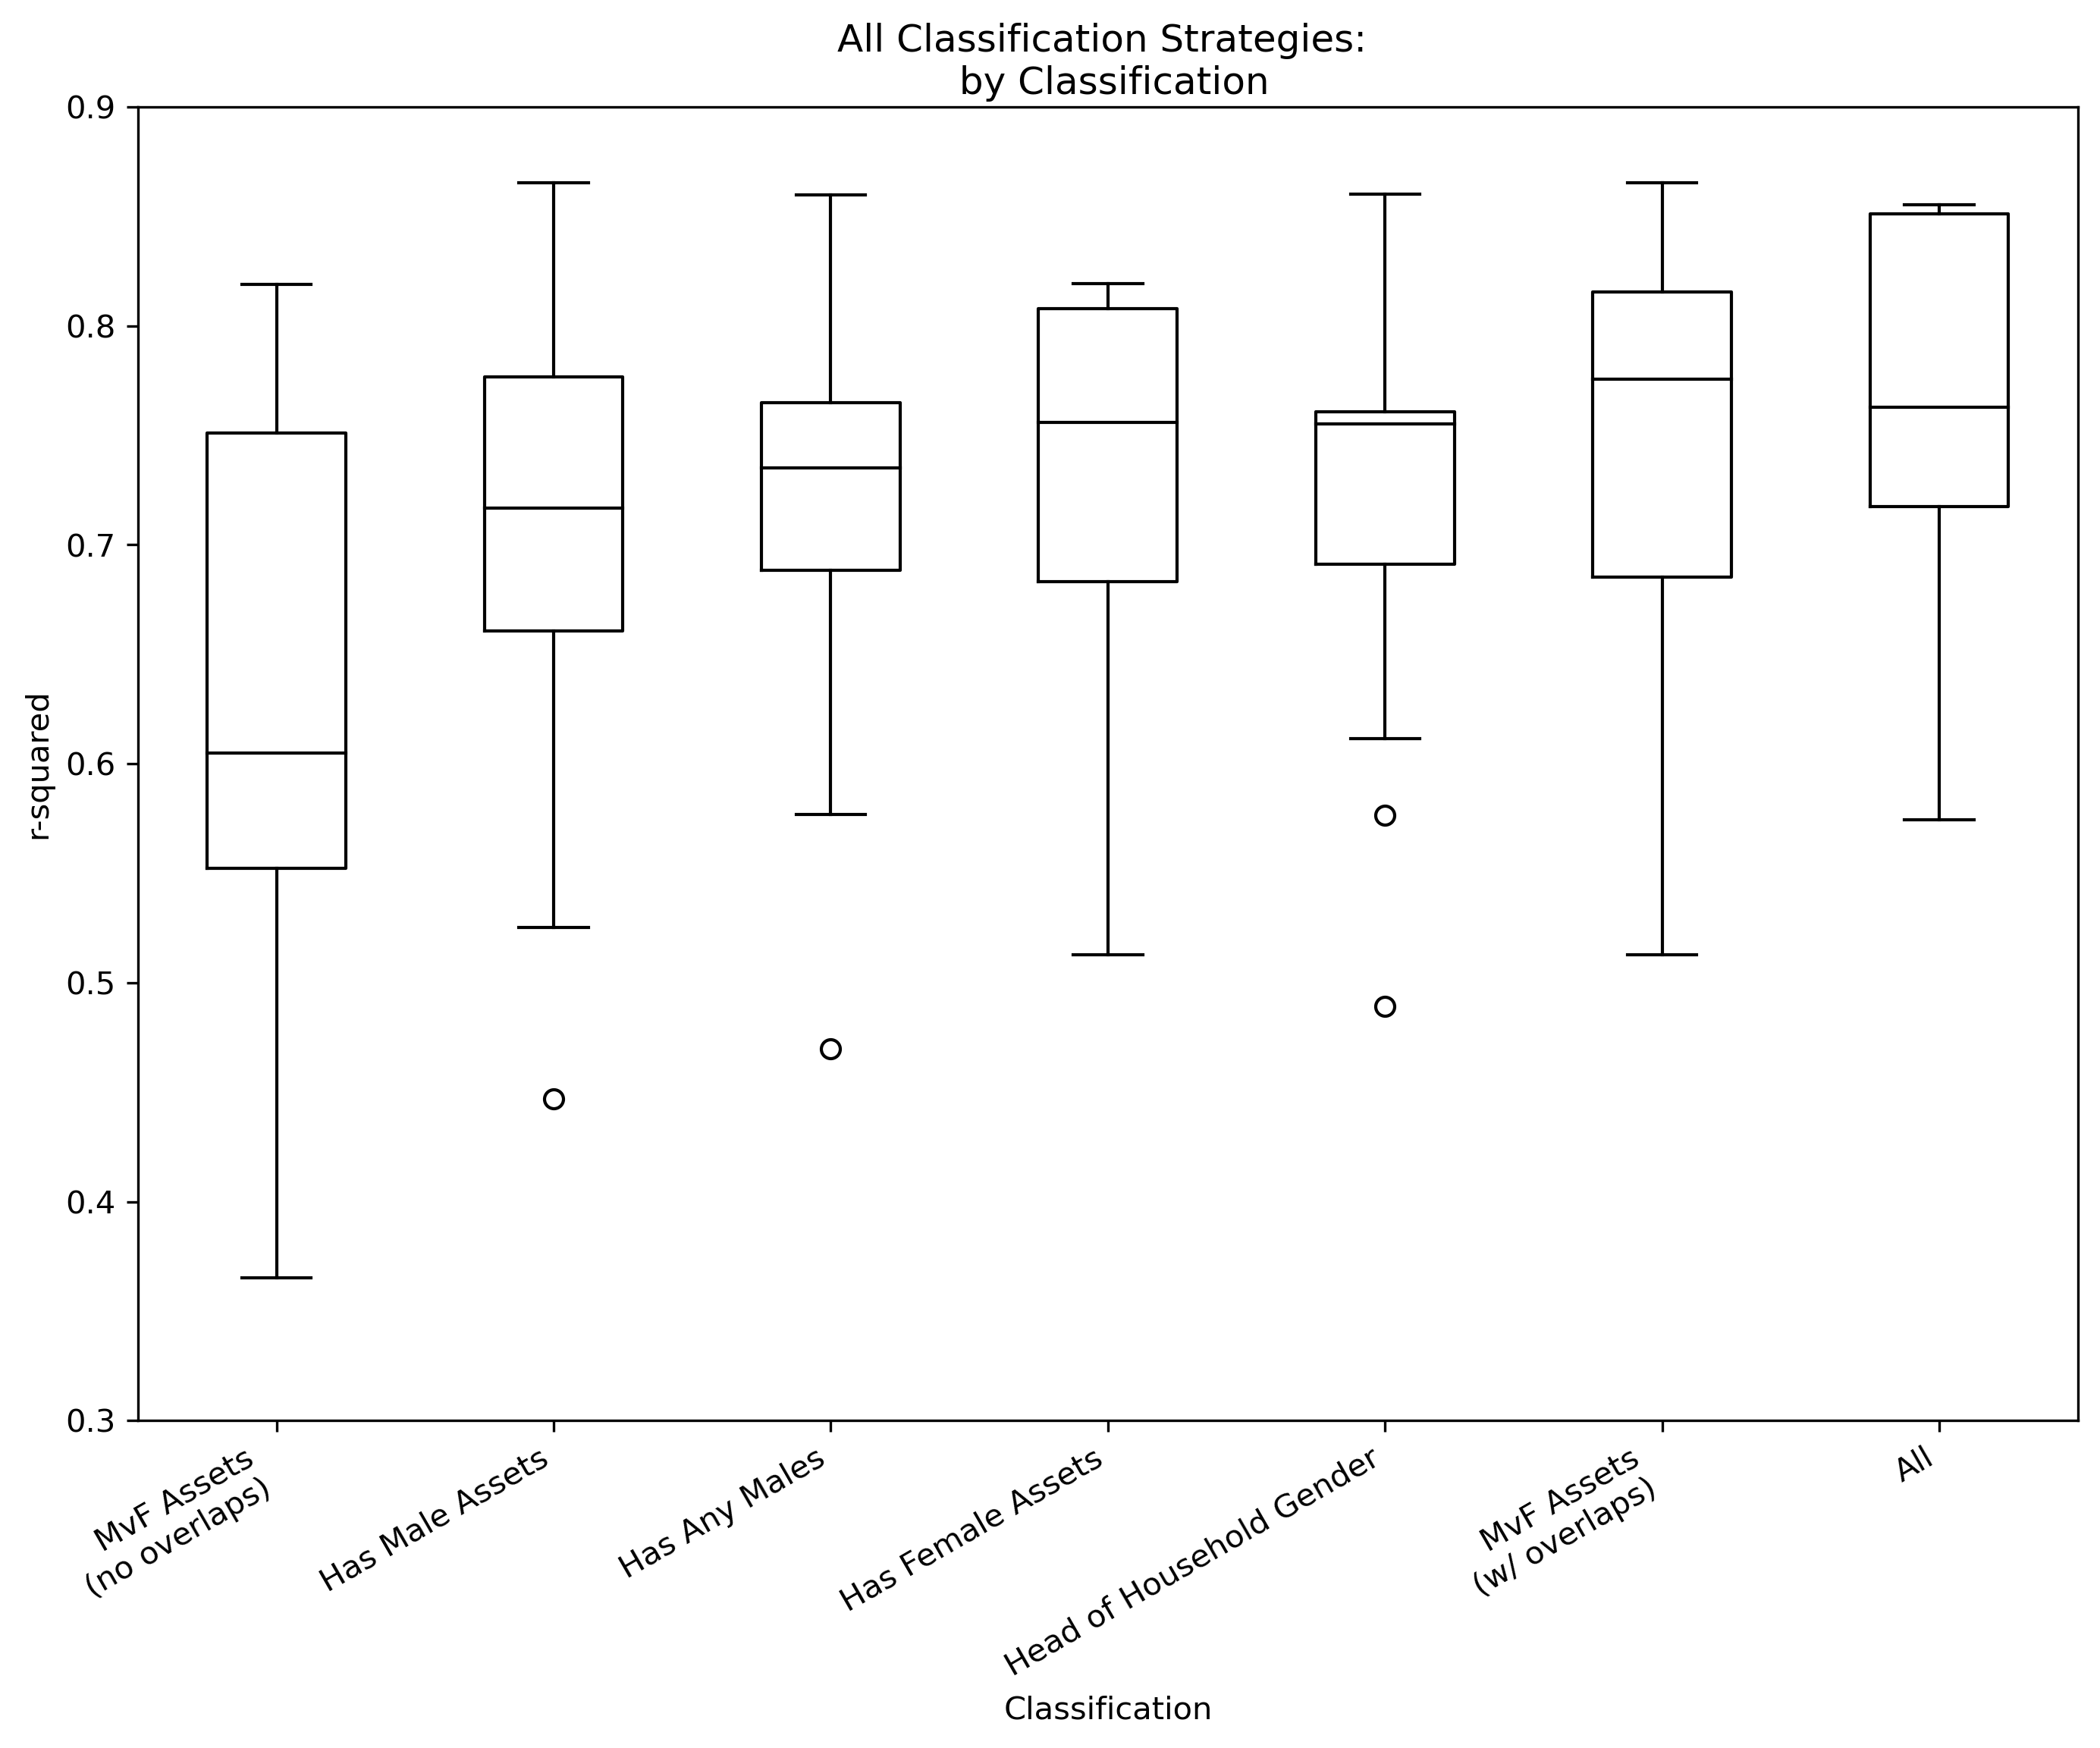 All Classification Strategies:
by Classification
0.9
0.8
0.7
0.6
0.5
0.4
0.3
r-squared
MvF Assets
(no overlaps)
Has Male Assets
Has Any Males
Has Female Assets
Head of Household Gender
MvF Assets
(w/ overlaps)
All
Classification